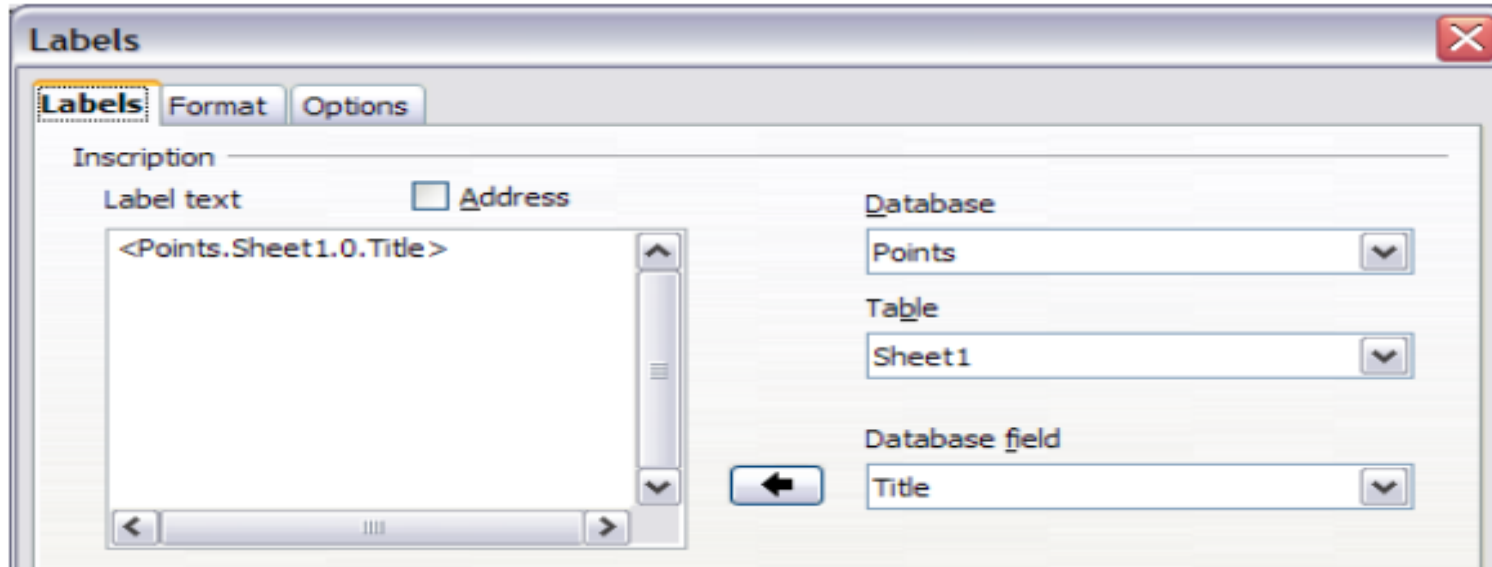 Labels
Labels Format Options
Inscription
Label text Address
<Points.Sheet1.0.Title>
Database
Points
Table
Sheet1
Database field
Title